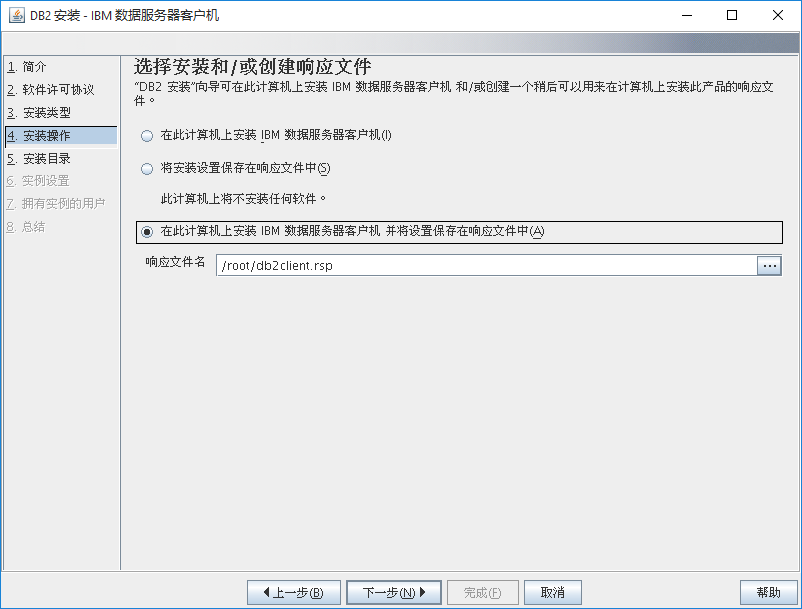 DB2 安装 - IBM 数据服务器客户机
1. 简介
2. 软件许可协议
3. 安装类型
4. 安装操作
5. 安装目录
6. 实例设置
7. 拥有实例的用户
8. 总结
选择安装和/或创建响应文件
“DB2 安装”向导可在此计算机上安装 IBM 数据服务器客户机 和/或创建一个稍后可以用来在计算机上安装此产品的响应文
件。
在此计算机上安装 IBM 数据服务器客户机(I)
将安装设置保存在响应文件中(S)
此计算机上将不安装任何软件。
在此计算机上安装 IBM 数据服务器客户机 并将设置保存在响应文件中(A)
响应文件名 /root/db2client.rsp ...
上一步(B) 下一步(N) 完成(F) 取消 帮助